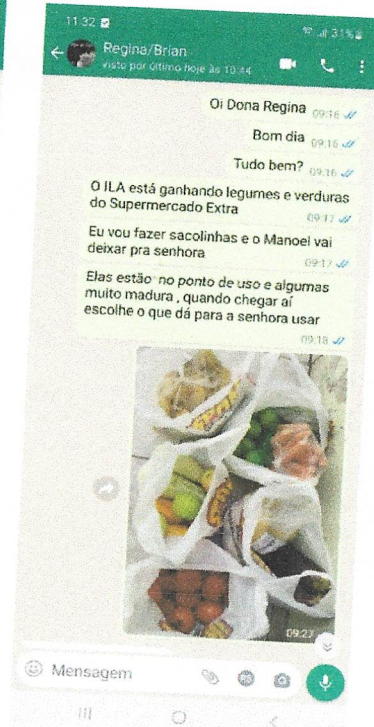 11:32
31%
Regina/Brian
visto por último hoje às 10:44
Oi Dona Regina 09:16
Bom dia 09:16
Tudo bem? 09:16
O ILA está ganhando legumes e verduras
do Supermercado Extra
09:17
Eu vou fazer sacolinhas e o Manoel vai
deixar pra senhora
09:17
Elas estão no ponto de uso e algumas
muito madura , quando chegar aí
escolhe o que dá para a senhora usar
09:18
09:27
Mensagem